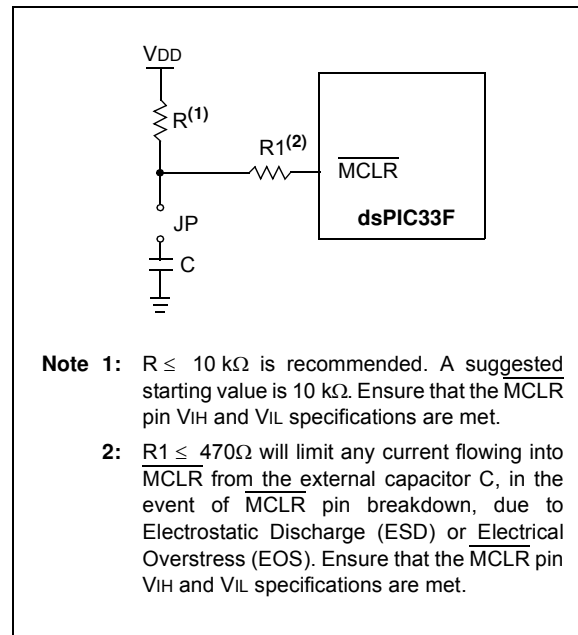 VDD
R(1)
R1(2)
MCLR
dsPIC33F
JP
C
Note 1: R ≤ 10 kΩ is recommended. A suggested
starting value is 10 kΩ. Ensure that the MCLR
pin VIH and VIL specifications are met.
2: R1 ≤ 470Ω will limit any current flowing into
MCLR from the external capacitor C, in the
event of MCLR pin breakdown, due to
Electrostatic Discharge (ESD) or Electrical
Overstress (EOS). Ensure that the MCLR pin
VIH and VIL specifications are met.